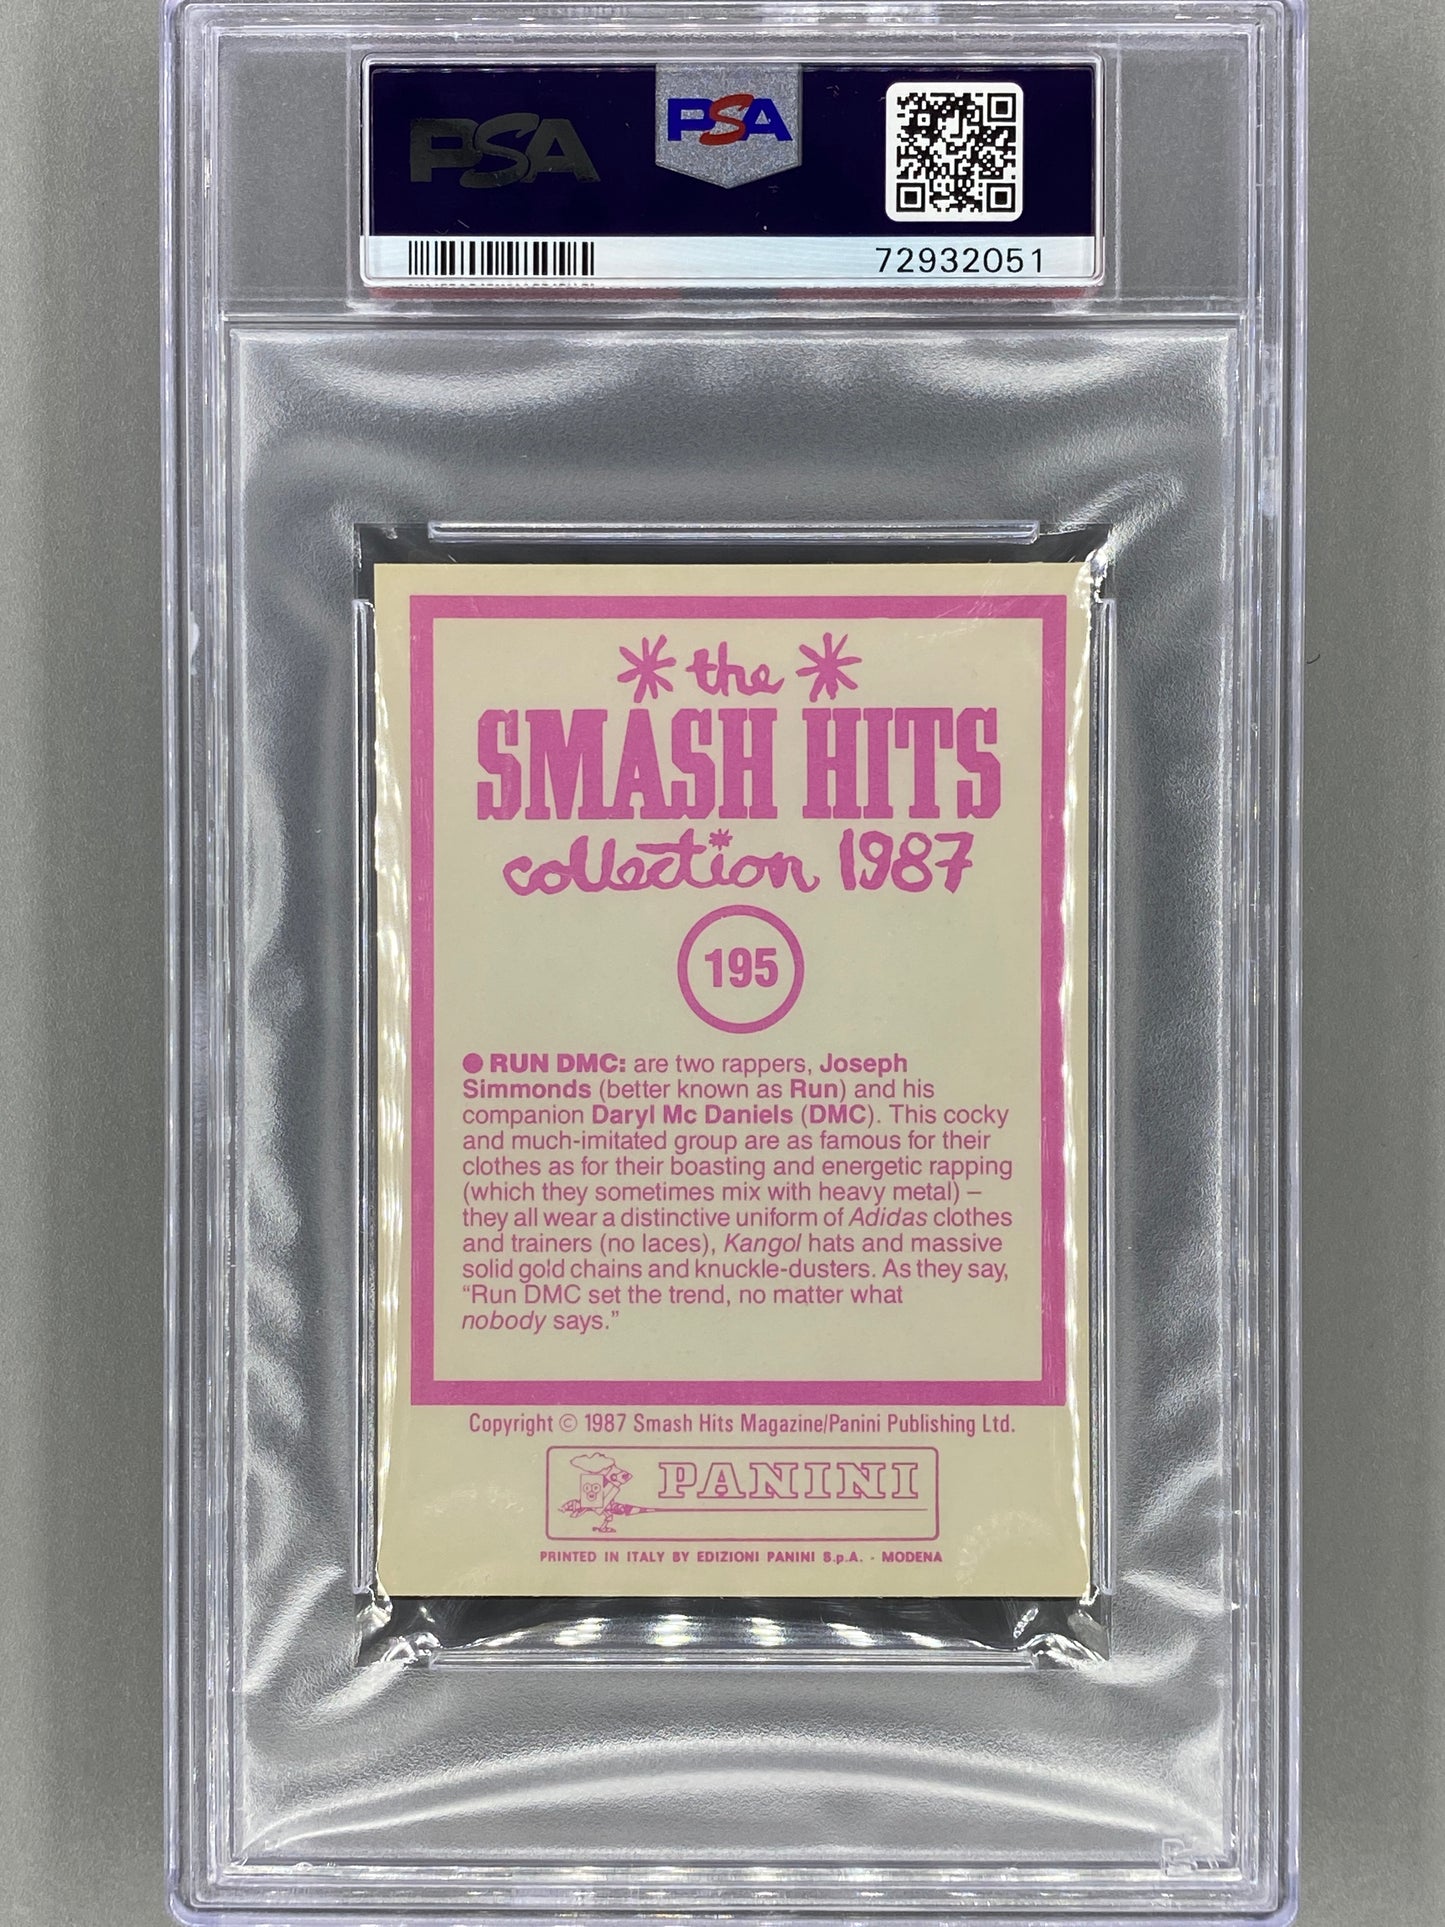 PSA PSA
72932051
the
SMASH HITS
collection 1987
195
● RUN DMC: are two rappers, Joseph
Simmonds (better known as Run) and his
companion Daryl Mc Daniels (DMC). This cocky
and much-imitated group are as famous for their
clothes as for their boasting and energetic rapping
(which they sometimes mix with heavy metal) –
they all wear a distinctive uniform of Adidas clothes
and trainers (no laces), Kangol hats and massive
solid gold chains and knuckle-dusters. As they say,
“Run DMC set the trend, no matter what
nobody says.”
Copyright © 1987 Smash Hits Magazine/Panini Publishing Ltd.
PANINI
PRINTED IN ITALY BY EDIZIONI PANINI S.p.A. - MODENA